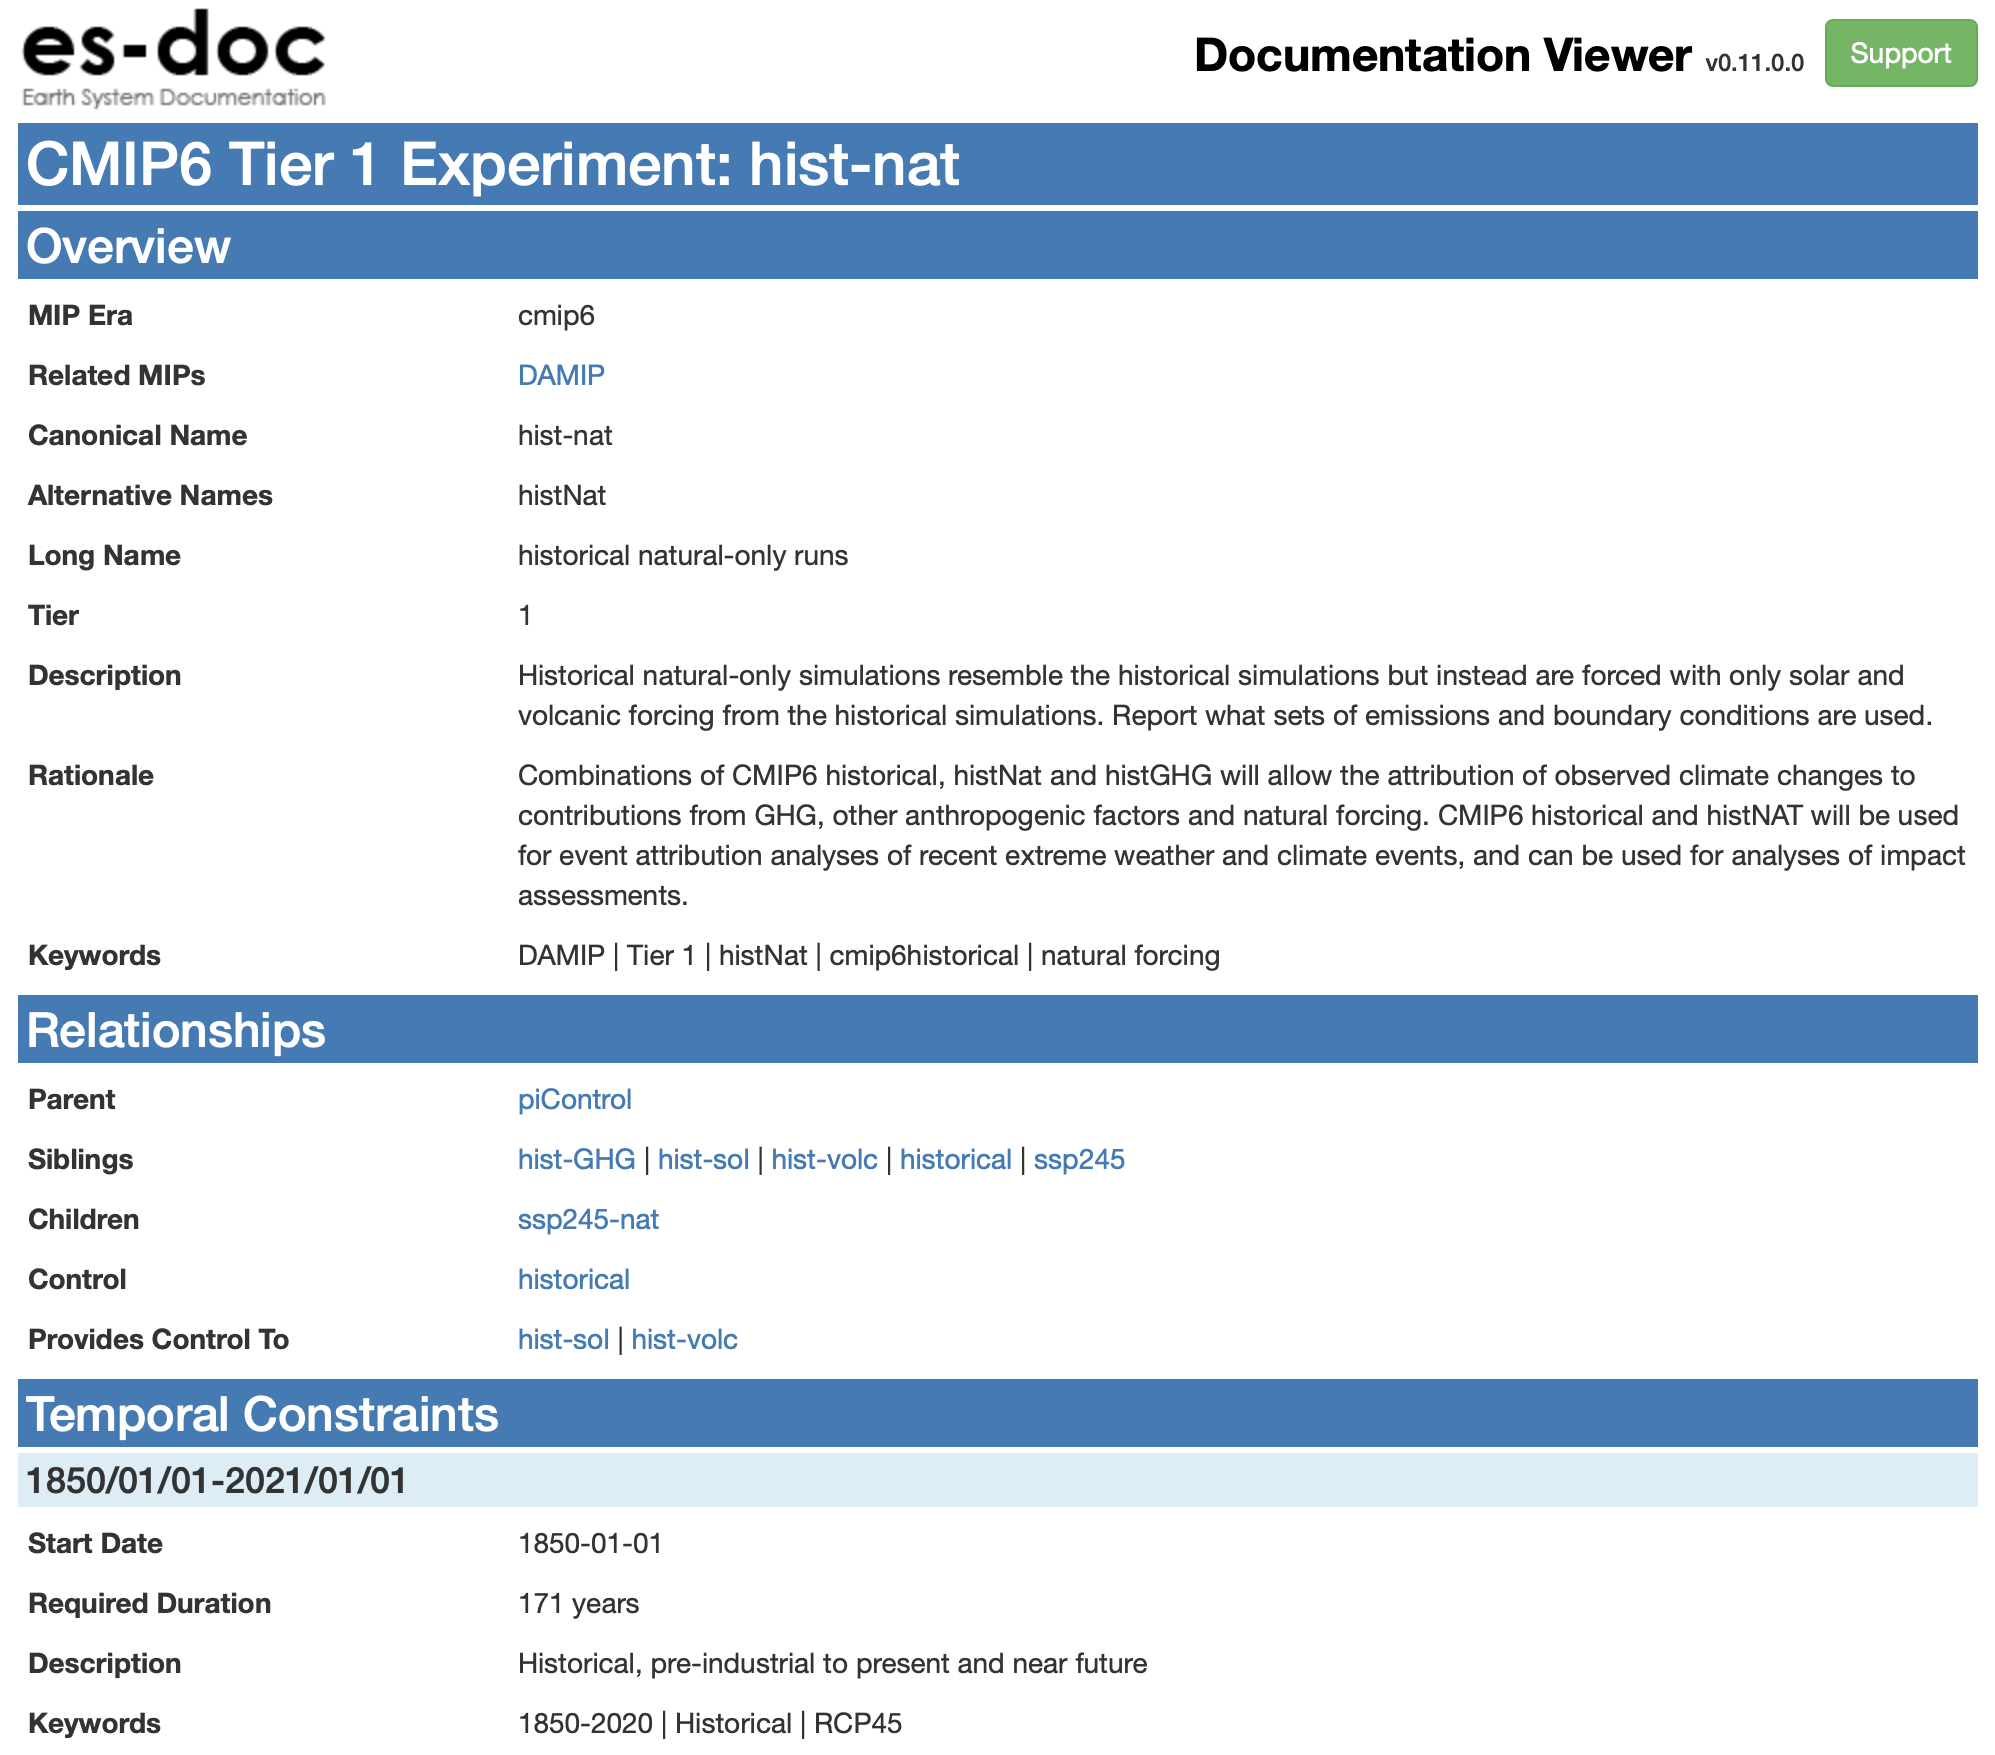 es-doc
Earth System Documentation
Documentation Viewer v0.11.0.0 Support
CMIP6 Tier 1 Experiment: hist-nat
Overview
MIP Era cmip6
Related MIPs DAMIP
Canonical Name hist-nat
Alternative Names histNat
Long Name historical natural-only runs
Tier 1
Description Historical natural-only simulations resemble the historical simulations but instead are forced with only solar and
volcanic forcing from the historical simulations. Report what sets of emissions and boundary conditions are used.
Rationale Combinations of CMIP6 historical, histNat and histGHG will allow the attribution of observed climate changes to
contributions from GHG, other anthropogenic factors and natural forcing. CMIP6 historical and histNAT will be used
for event attribution analyses of recent extreme weather and climate events, and can be used for analyses of impact
assessments.
Keywords DAMIP | Tier 1 | histNat | cmip6historical | natural forcing
Relationships
Parent piControl
Siblings hist-GHG | hist-sol | hist-volc | historical | ssp245
Children ssp245-nat
Control historical
Provides Control To hist-sol | hist-volc
Temporal Constraints
1850/01/01-2021/01/01
Start Date 1850-01-01
Required Duration 171 years
Description Historical, pre-industrial to present and near future
Keywords 1850-2020 | Historical | RCP45